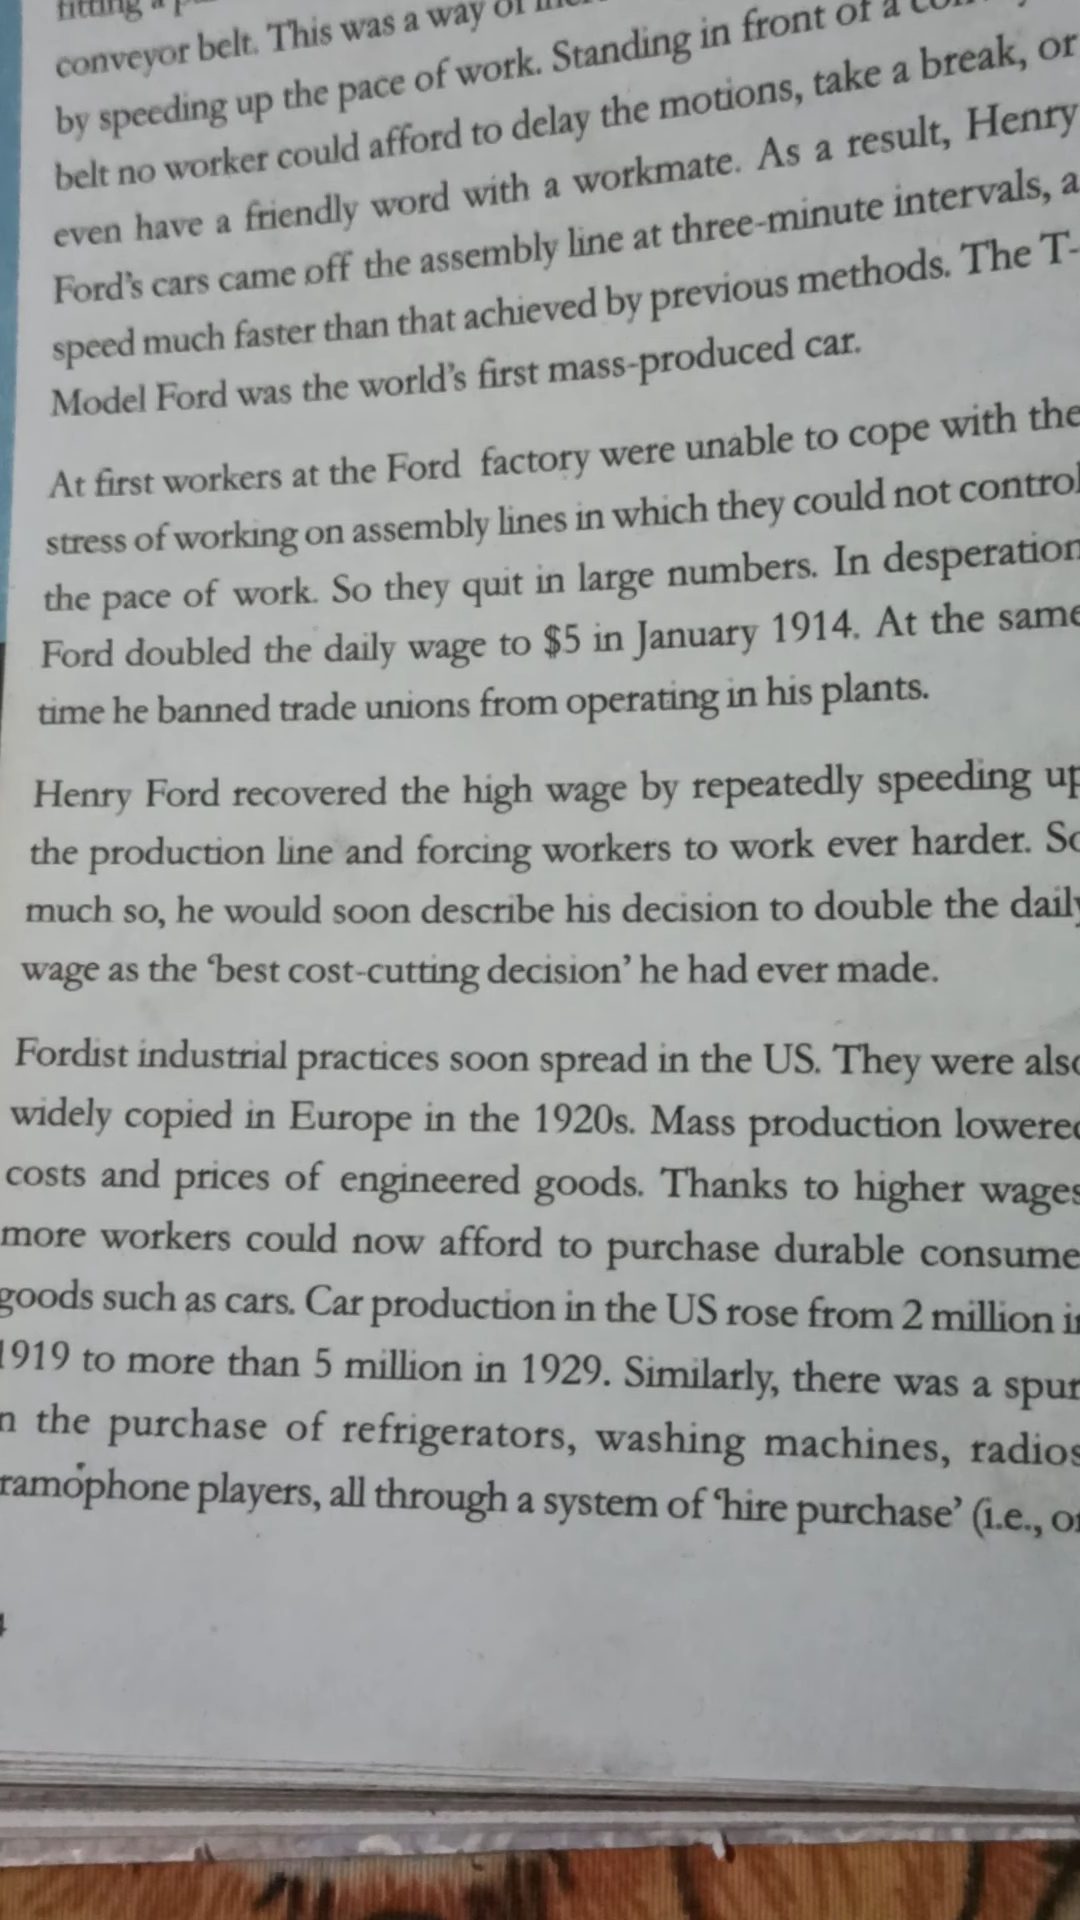 fitting a
conveyor belt. This was a way of
by speeding up the pace of work. Standing in front of a
belt no worker could afford to delay the motions, take a break, or
even have a friendly word with a workmate. As a result, Henry
Ford's cars came off the assembly line at three-minute intervals, a
speed much faster than that achieved by previous methods. The T-
Model Ford was the world's first mass-produced car.
At first workers at the Ford factory were unable to cope with the
stress of working on assembly lines in which they could not control
the pace of work. So they quit in large numbers. In desperation
Ford doubled the daily wage to $5 in January 1914. At the same
time he banned trade unions from operating in his plants.
Henry Ford recovered the high wage by repeatedly speeding up
the production line and forcing workers to work ever harder. So
much so, he would soon describe his decision to double the daily
wage as the ‘best cost-cutting decision’ he had ever made.
Fordist industrial practices soon spread in the US. They were also
widely copied in Europe in the 1920s. Mass production lowered
costs and prices of engineered goods. Thanks to higher wages
more workers could now afford to purchase durable consume
goods such as cars. Car production in the US rose from 2 million in
1919 to more than 5 million in 1929. Similarly, there was a spur
n the purchase of refrigerators, washing machines, radios
ramophone players, all through a system of ‘hire purchase’ (i.e., on